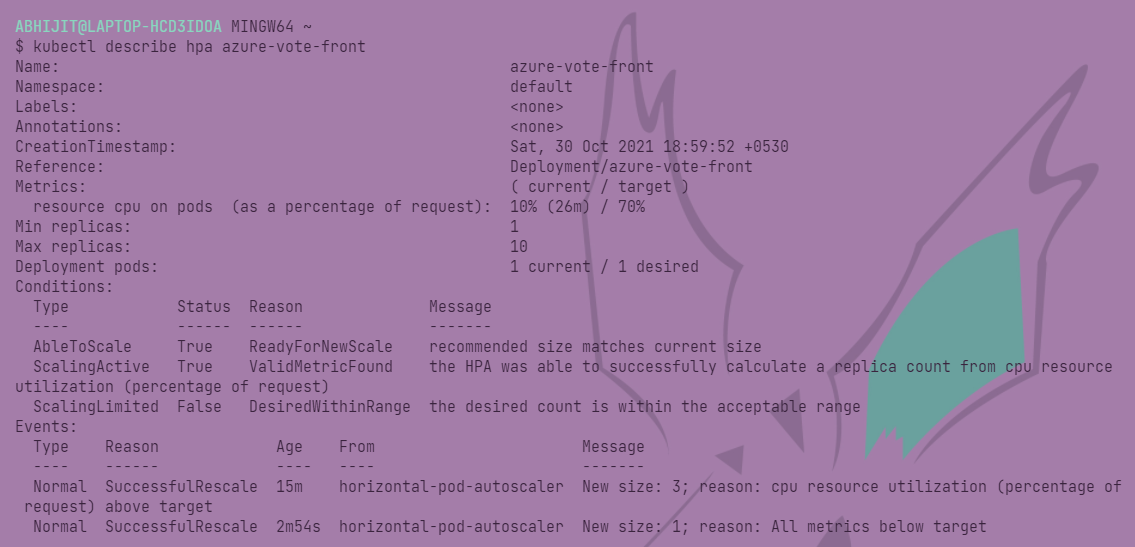 ABHIJIT@LAPTOP-HCD3IDOA MINGW64 ~
$ kubectl describe hpa azure-vote-front
Name:                                                  azure-vote-front
Namespace:                                             default
Labels:                                                <none>
Annotations:                                           <none>
CreationTimestamp:                                     Sat, 30 Oct 2021 18:59:52 +0530
Reference:                                             Deployment/azure-vote-front
Metrics:                                               ( current / target )
  resource cpu on pods  (as a percentage of request):  10% (26m) / 70%
Min replicas:                                          1
Max replicas:                                          10
Deployment pods:                                       1 current / 1 desired
Conditions:
  Type            Status  Reason              Message
  ----            ------  ------              -------
  AbleToScale     True    ReadyForNewScale    recommended size matches current size
  ScalingActive   True    ValidMetricFound    the HPA was able to successfully calculate a replica count from cpu resource
utilization (percentage of request)
  ScalingLimited  False   DesiredWithinRange  the desired count is within the acceptable range
Events:
  Type    Reason             Age    From                       Message
  ----    ------             ----   ----                       -------
  Normal  SuccessfulRescale  15m    horizontal-pod-autoscaler  New size: 3; reason: cpu resource utilization (percentage of
 request) above target
  Normal  SuccessfulRescale  2m54s  horizontal-pod-autoscaler  New size: 1; reason: All metrics below target